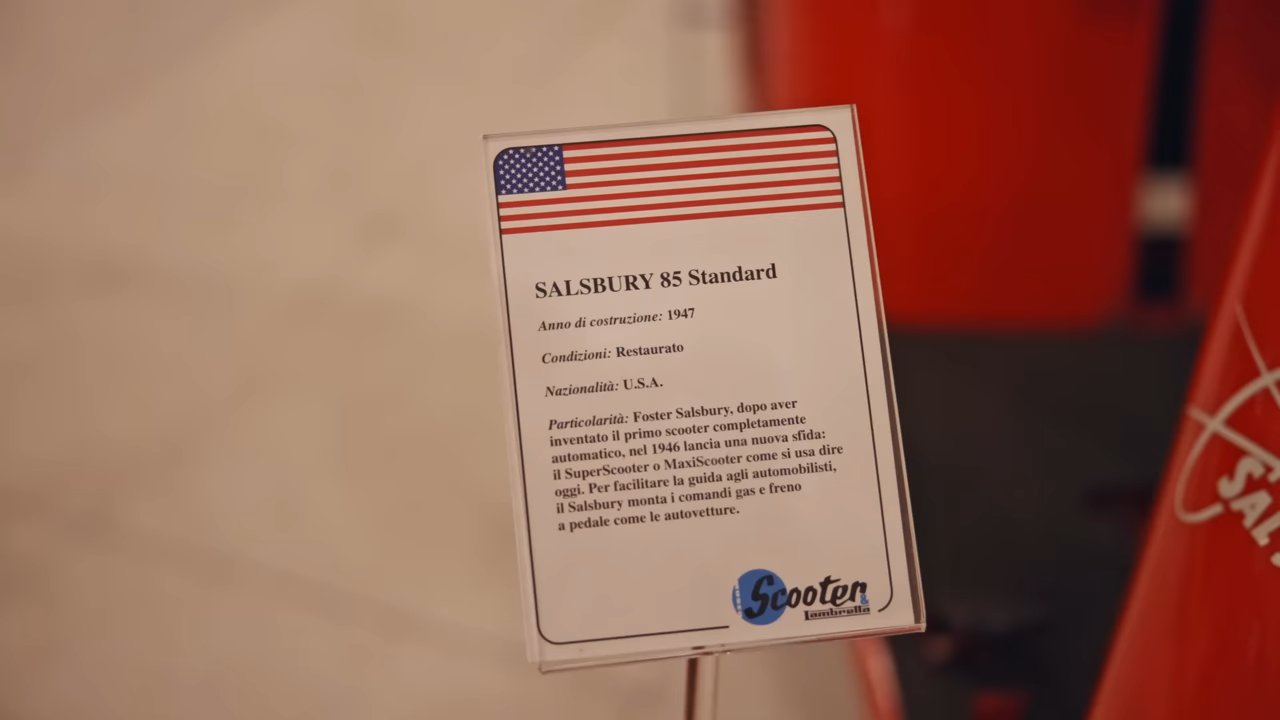 SALSBURY 85 Standard
Anno di costruzione: 1947
Condizioni: Restaurato
Nazionalità: U.S.A.
Particolarità: Foster Salsbury, dopo aver
inventato il primo scooter completamente
automatico, nel 1946 lancia una nuova sfida:
il SuperScooter o MaxiScooter come si usa dire
oggi. Per facilitare la guida agli automobilisti,
il Salsbury monta i comandi gas e freno
a pedale come le autovetture.
Scooter
& Lambretta
SAL